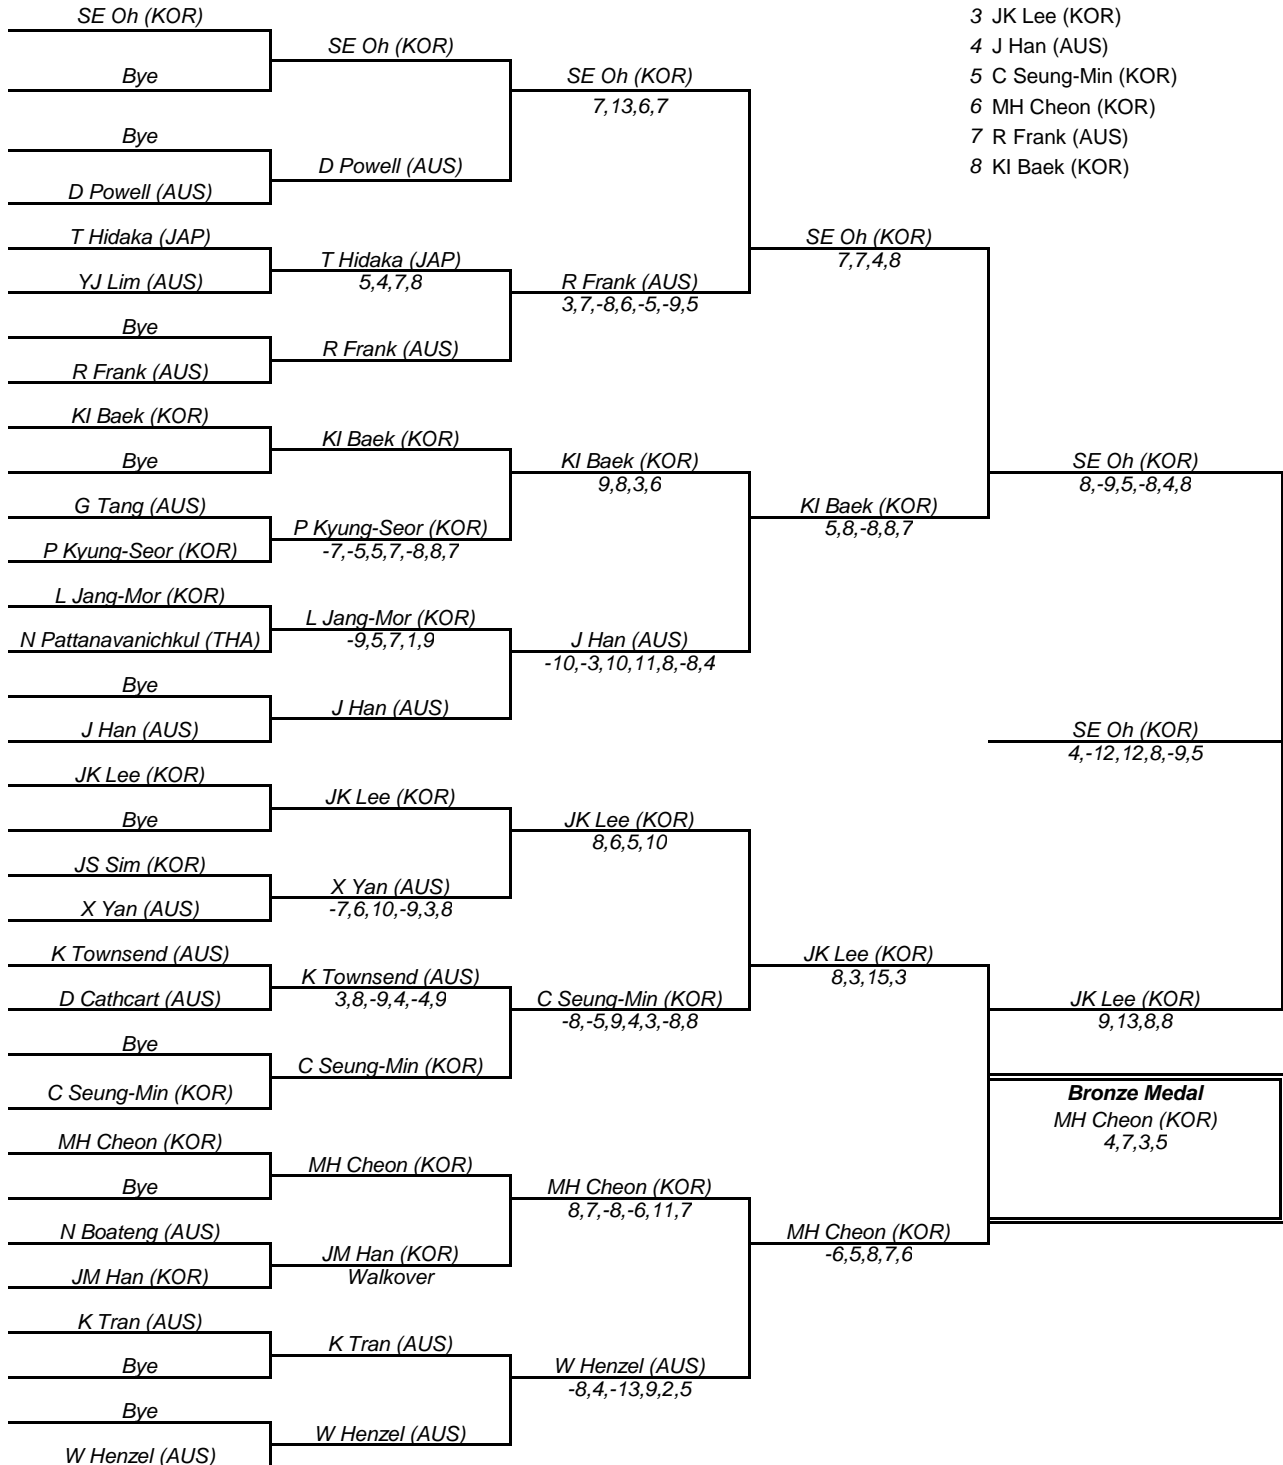 SE Oh (KOR)
Bye
Bye
D Powell (AUS)
T Hidaka (JAP)
YJ Lim (AUS)
Bye
R Frank (AUS)
KI Baek (KOR)
Bye
G Tang (AUS)
P Kyung-Seor (KOR)
L Jang-Mor (KOR)
N Pattanavanichkul (THA)
Bye
J Han (AUS)
JK Lee (KOR)
Bye
JS Sim (KOR)
X Yan (AUS)
K Townsend (AUS)
D Cathcart (AUS)
Bye
C Seung-Min (KOR)
MH Cheon (KOR)
Bye
N Boateng (AUS)
JM Han (KOR)
K Tran (AUS)
Bye
Bye
W Henzel (AUS)
SE Oh (KOR)
D Powell (AUS)
T Hidaka (JAP)
5,4,7,8
R Frank (AUS)
KI Baek (KOR)
P Kyung-Seor (KOR)
-7,-5,5,7,-8,8,7
L Jang-Mor (KOR)
-9,5,7,1,9
J Han (AUS)
JK Lee (KOR)
X Yan (AUS)
-7,6,10,-9,3,8
K Townsend (AUS)
3,8,-9,4,-4,9
C Seung-Min (KOR)
MH Cheon (KOR)
JM Han (KOR)
Walkover
K Tran (AUS)
W Henzel (AUS)
SE Oh (KOR)
7,13,6,7
R Frank (AUS)
3,7,-8,6,-5,-9,5
KI Baek (KOR)
9,8,3,6
J Han (AUS)
-10,-3,10,11,8,-8,4
JK Lee (KOR)
8,6,5,10
C Seung-Min (KOR)
-8,-5,9,4,3,-8,8
MH Cheon (KOR)
8,7,-8,-6,11,7
W Henzel (AUS)
-8,4,-13,9,2,5
SE Oh (KOR)
7,7,4,8
KI Baek (KOR)
5,8,-8,8,7
JK Lee (KOR)
8,3,15,3
MH Cheon (KOR)
-6,5,8,7,6
3 JK Lee (KOR)
4 J Han (AUS)
5 C Seung-Min (KOR)
6 MH Cheon (KOR)
7 R Frank (AUS)
8 KI Baek (KOR)
SE Oh (KOR)
8,-9,5,-8,4,8
SE Oh (KOR)
4,-12,12,8,-9,5
JK Lee (KOR)
9,13,8,8
Bronze Medal
MH Cheon (KOR)
4,7,3,5